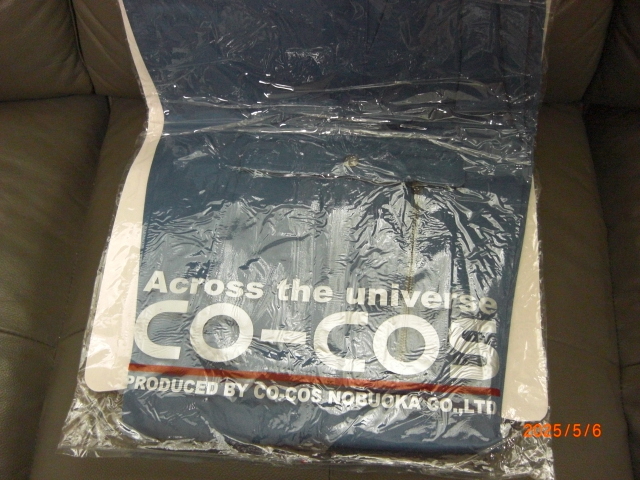 Across the universe
CO-COS
PRODUCED BY CO-COS NOBUOKA CO.,LTD
2025/5/6